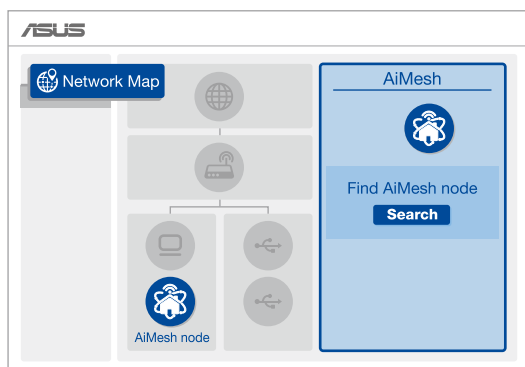 ASUS
Network Map
AiMesh
Find AiMesh node
Search
AiMesh node